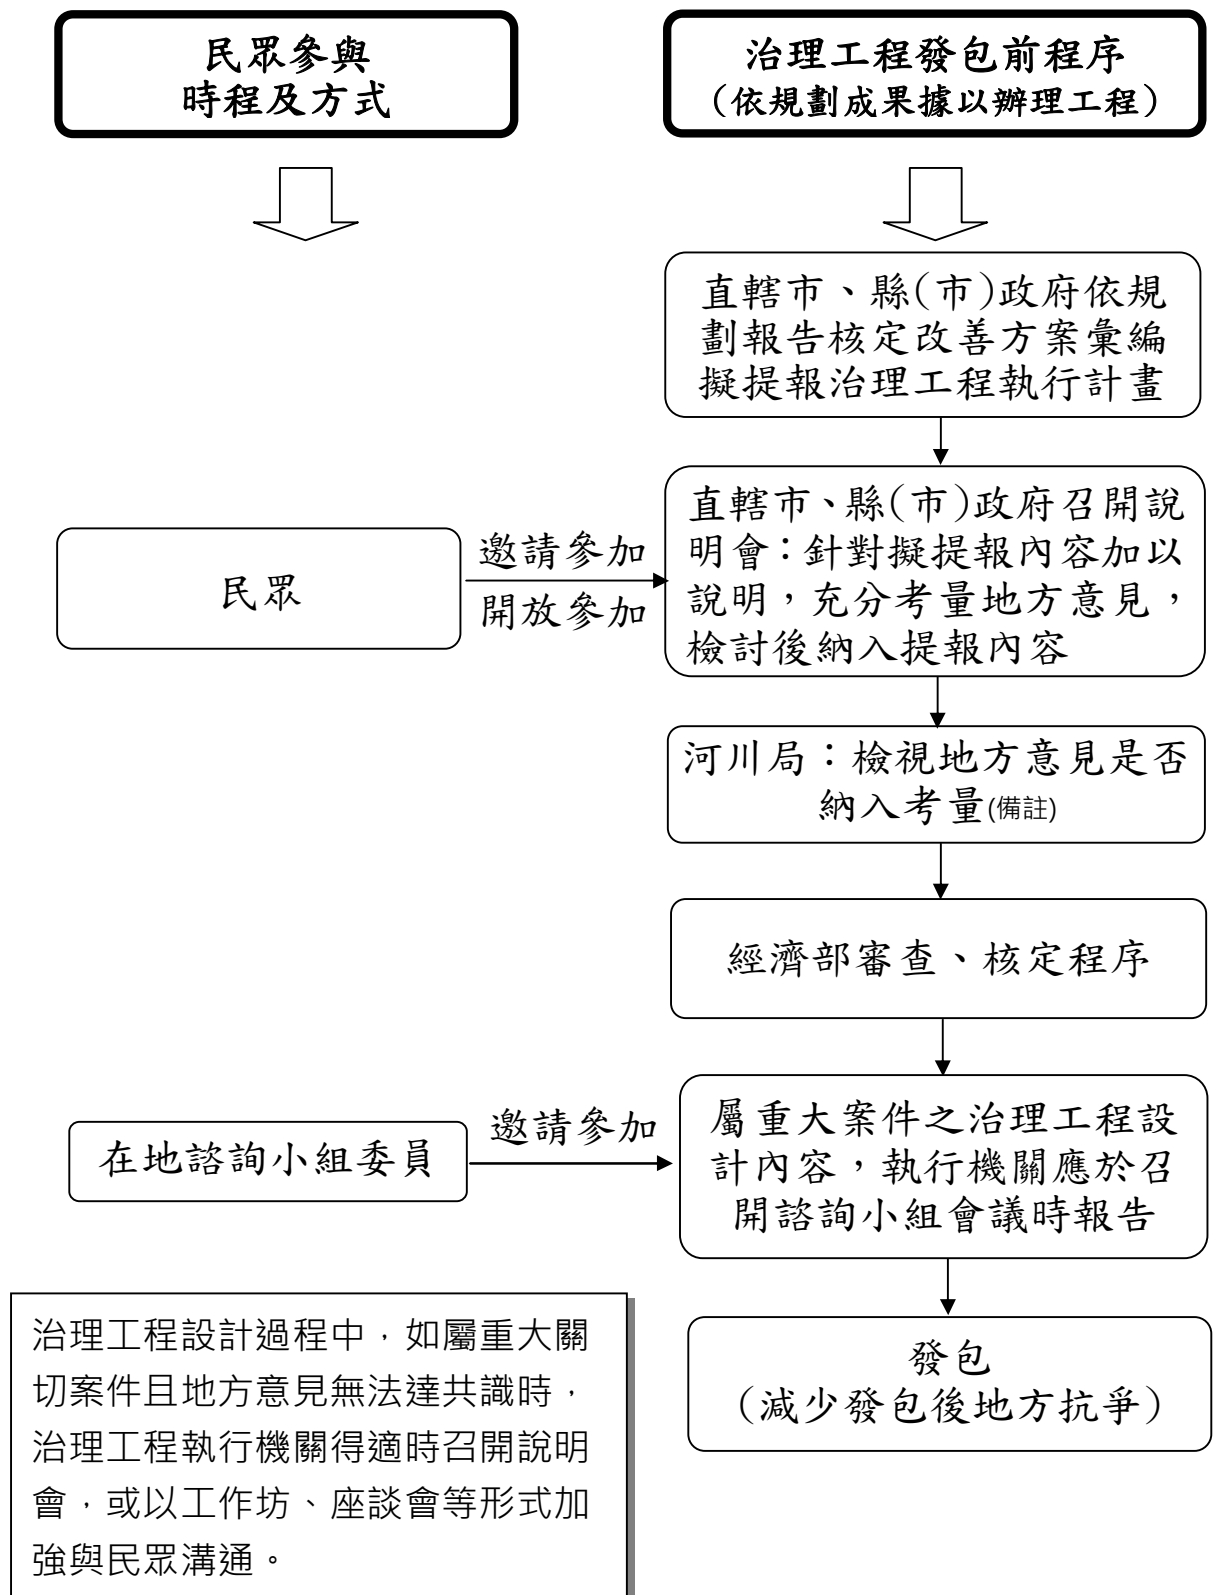 民眾參與
時程及方式
治理工程發包前程序
(依規劃成果據以辦理工程)
直轄市、縣(市)政府依規
劃報告核定改善方案彙編
擬提報治理工程執行計畫
民眾
邀請參加
開放參加
直轄市、縣(市)政府召開說
明會：針對擬提報內容加以
說明，充分考量地方意見，
檢討後納入提報內容
河川局：檢視地方意見是否
納入考量(備註)
經濟部審查、核定程序
在地諮詢小組委員
邀請參加
屬重大案件之治理工程設
計內容，執行機關應於召
開諮詢小組會議時報告
發包
(減少發包後地方抗爭)
治理工程設計過程中，如屬重大關
切案件且地方意見無法達共識時，
治理工程執行機關得適時召開說明
會，或以工作坊、座談會等形式加
強與民眾溝通。